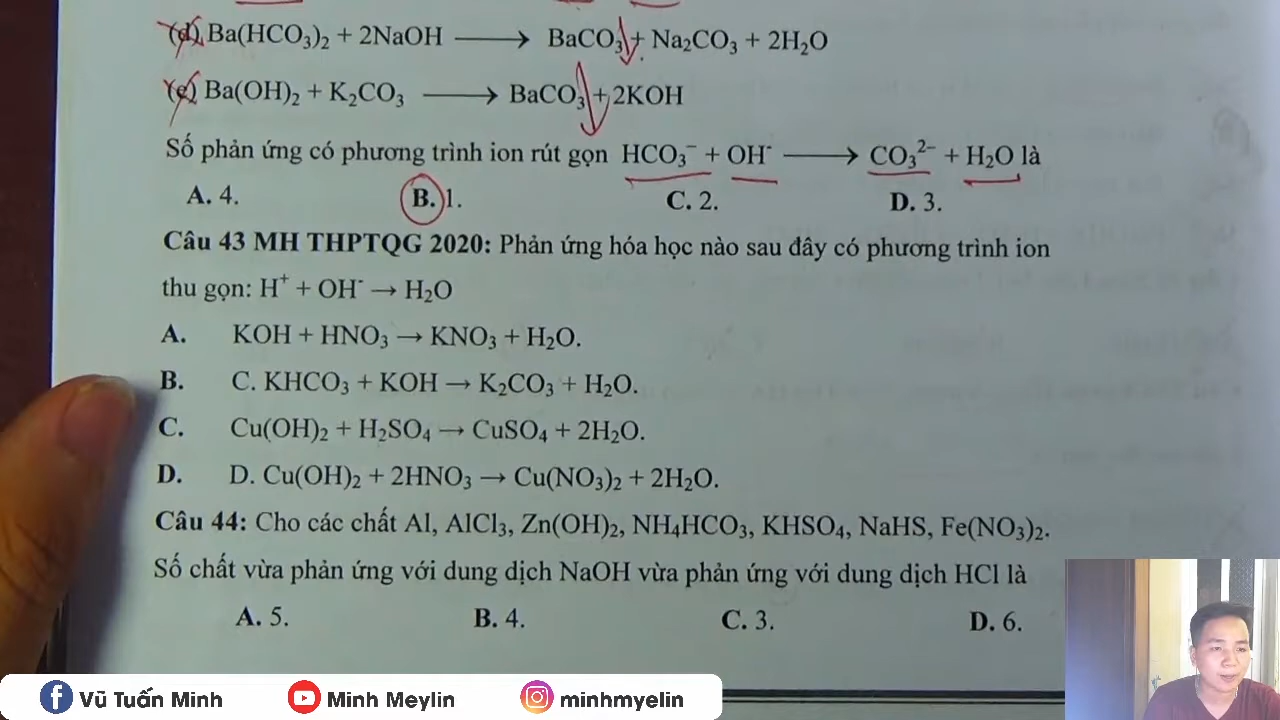 (d) Ba(HCO₃)₂ + 2NaOH ⟶ BaCO₃ + Na₂CO₃ + 2H₂O
(e) Ba(OH)₂ + K₂CO₃ ⟶ BaCO₃ + 2KOH
Số phản ứng có phương trình ion rút gọn HCO₃⁻ + OH⁻ ⟶ CO₃²⁻ + H₂O là
A. 4. B. 1. C. 2. D. 3.
Câu 43 MH THPTQG 2020: Phản ứng hóa học nào sau đây có phương trình ion
thu gọn: H⁺ + OH⁻ → H₂O
A. KOH + HNO₃ → KNO₃ + H₂O.
B. C. KHCO₃ + KOH → K₂CO₃ + H₂O.
C. Cu(OH)₂ + H₂SO₄ → CuSO₄ + 2H₂O.
D. D. Cu(OH)₂ + 2HNO₃ → Cu(NO₃)₂ + 2H₂O.
Câu 44: Cho các chất Al, AlCl₃, Zn(OH)₂, NH₄HCO₃, KHSO₄, NaHS, Fe(NO₃)₂.
Số chất vừa phản ứng với dung dịch NaOH vừa phản ứng với dung dịch HCl là
A. 5. B. 4. C. 3. D. 6.
Vũ Tuấn Minh Minh Meylin minhmyelin